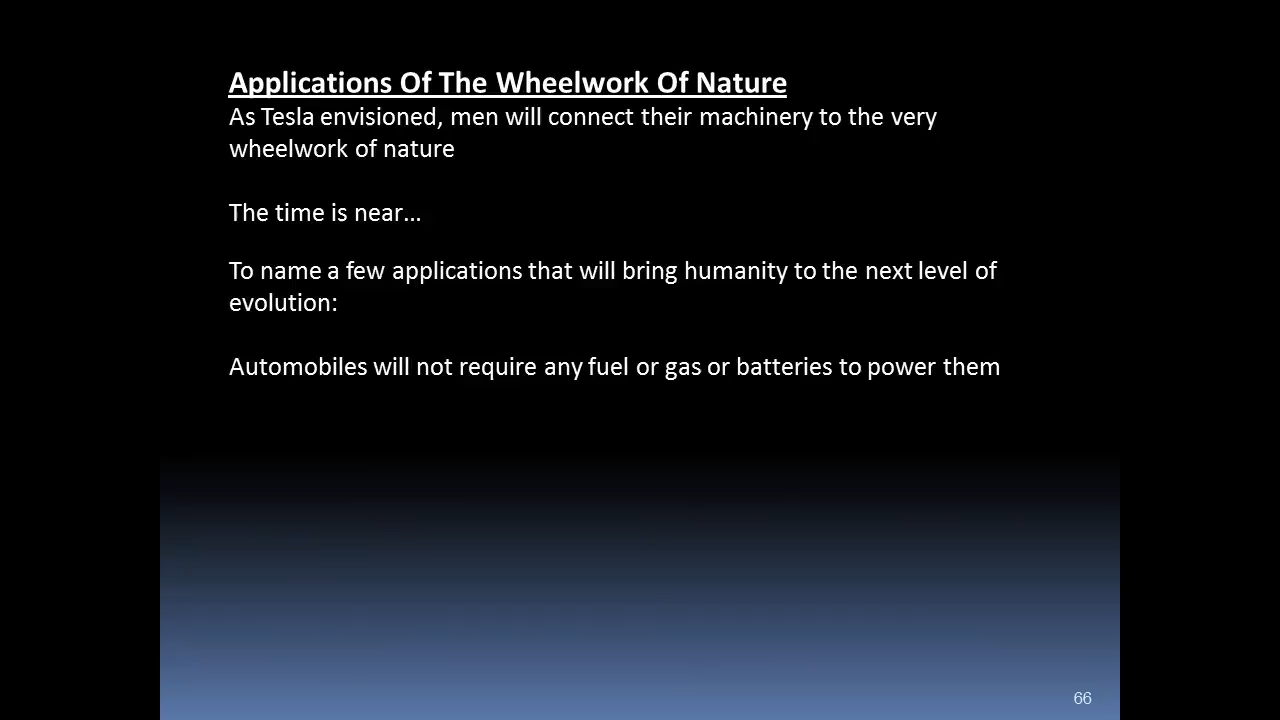 Applications Of The Wheelwork Of Nature
As Tesla envisioned, men will connect their machinery to the very
wheelwork of nature
The time is near…
To name a few applications that will bring humanity to the next level of
evolution:
Automobiles will not require any fuel or gas or batteries to power them
66